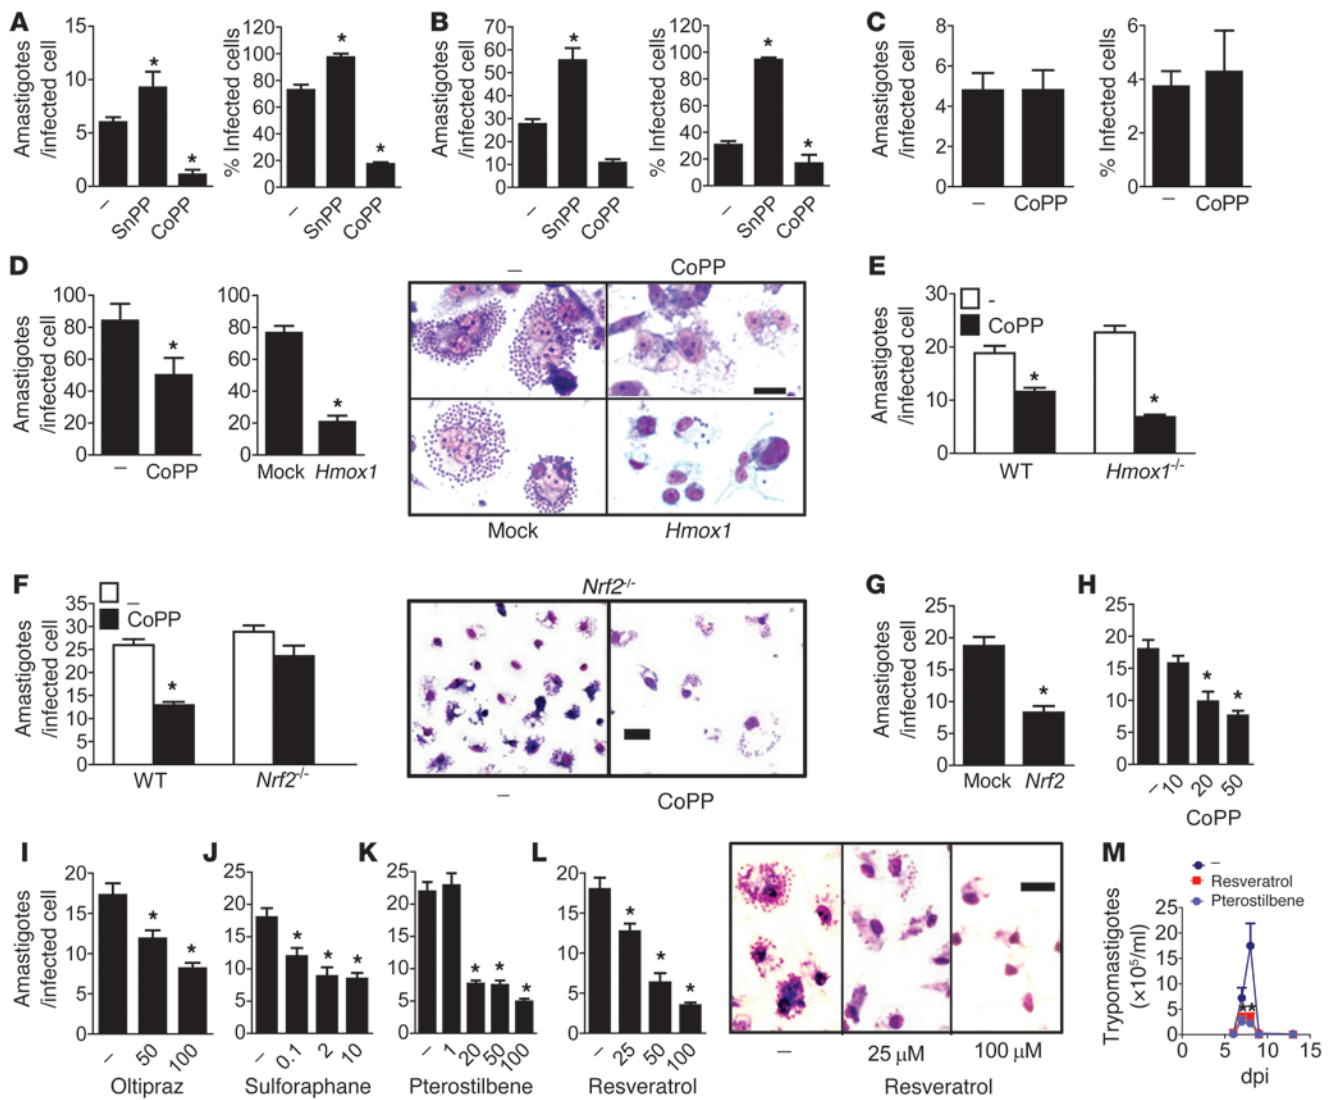 A
Amastigotes
/infected cell
15
10
5
0
–
SnPP
CoPP
*
*
% Infected cells
120
100
80
60
40
20
0
–
SnPP
CoPP
*
*
B
Amastigotes
/infected cell
70
60
50
40
30
20
10
0
–
SnPP
CoPP
*
% Infected cells
120
100
80
60
40
20
0
–
SnPP
CoPP
*
*
C
Amastigotes
/infected cell
8
6
4
2
0
– CoPP
% Infected cells
6
4
2
0
– CoPP
D
Amastigotes
/infected cell
100
80
60
40
20
0
*
– CoPP
100
80
60
40
20
0
*
Mock Hmox1
– CoPP
Mock Hmox1
E
Amastigotes
/infected cell
30
20
10
0
-
CoPP
*
*
WT Hmox1-/-
F
Amastigotes
/infected cell
35
30
25
20
15
10
5
0
–
CoPP
*
WT Nrf2-/-
Nrf2-/-
– CoPP
G
Amastigotes
/infected cell
25
20
15
10
5
0
*
Mock Nrf2
H
25
20
15
10
5
0
*
*
– 10 20 50
CoPP
I
Amastigotes
/infected cell
20
15
10
5
0
*
*
– 50 100
Oltipraz
J
25
20
15
10
5
0
*
*
*
– 0.1 2 10
Sulforaphane
K
25
20
15
10
5
0
*
*
*
– 1 20 50 100
Pterostilbene
L
20
15
10
5
0
*
*
*
– 25 50 100
Resveratrol
– 25 µM 100 µM
Resveratrol
M
–
Resveratrol
Pterostilbene
Trypomastigotes
(×10⁵/ml)
25
20
15
10
5
0
**
0 5 10 15
dpi